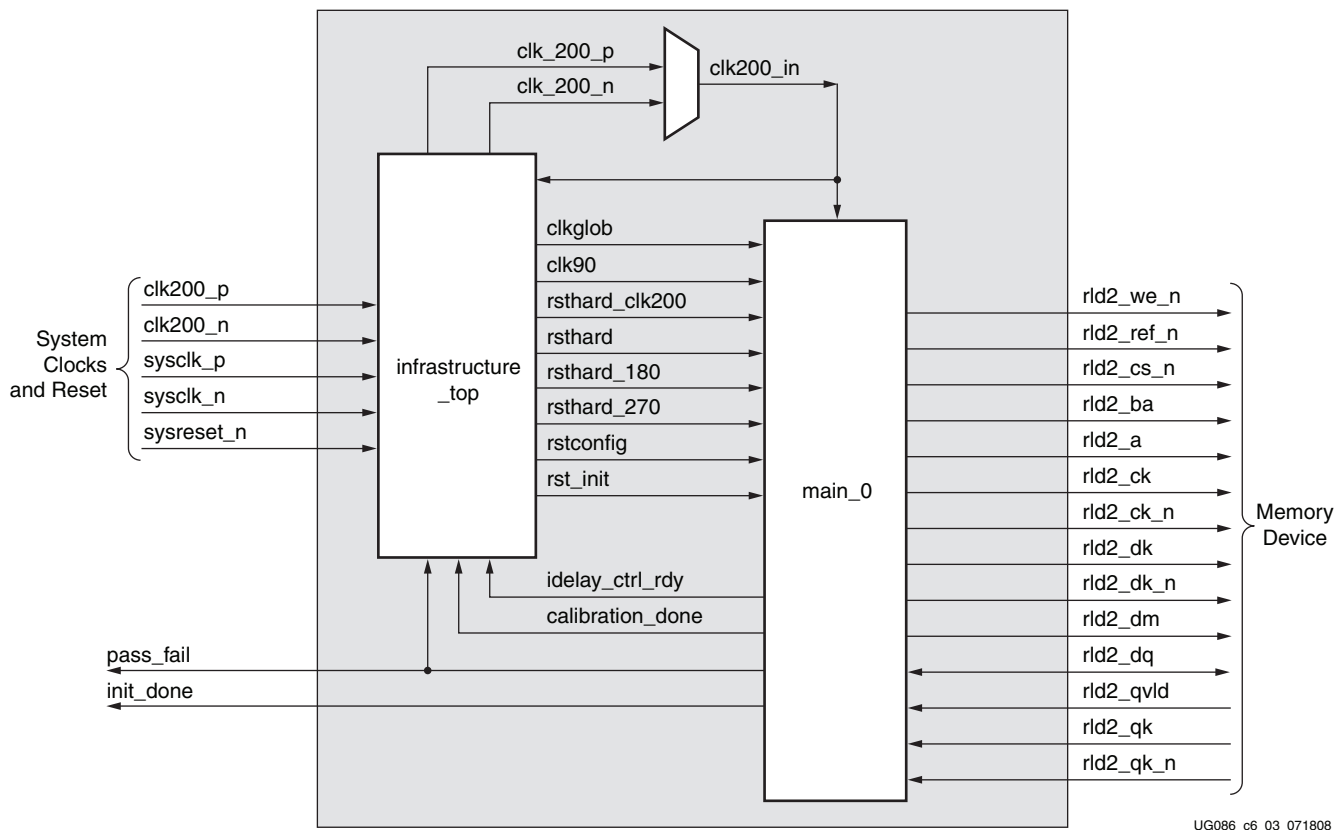 clk_200_p
clk_200_n
clk200_in
clkglob
clk90
rsthard_clk200
rsthard
rsthard_180
rsthard_270
rstconfig
rst_init
infrastructure
_top
System
Clocks
and Reset
clk200_p
clk200_n
sysclk_p
sysclk_n
sysreset_n
main_0
idelay_ctrl_rdy
calibration_done
pass_fail
init_done
rld2_we_n
rld2_ref_n
rld2_cs_n
rld2_ba
rld2_a
rld2_ck
rld2_ck_n
rld2_dk
rld2_dk_n
rld2_dm
rld2_dq
rld2_qvld
rld2_qk
rld2_qk_n
Memory
Device
UG086_c6_03_071808